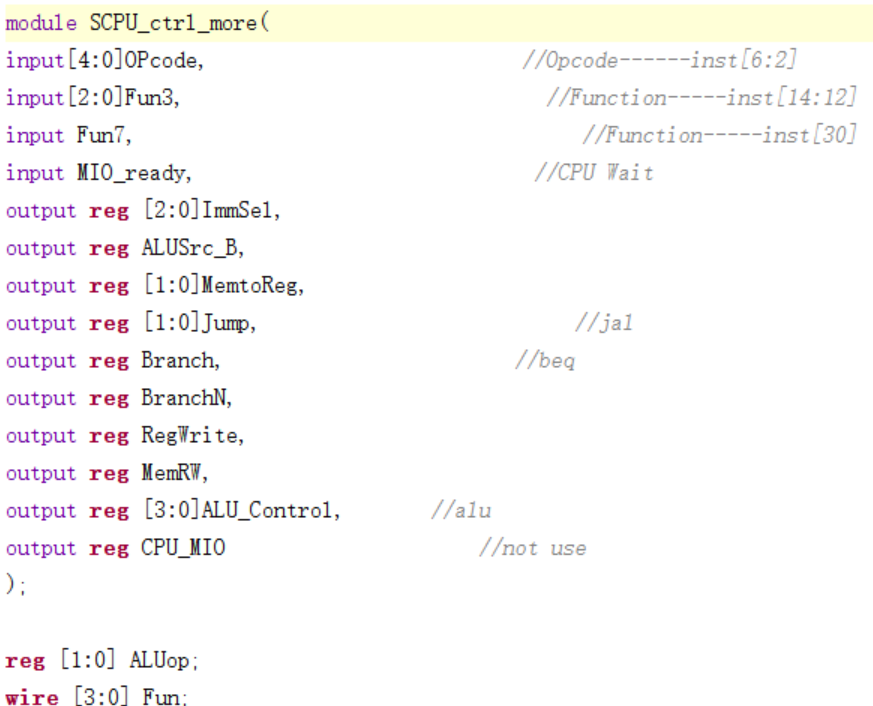 module SCPU_ctrl_more(
input[4:0]OPcode, //Opcode------inst[6:2]
input[2:0]Fun3, //Function-----inst[14:12]
input Fun7, //Function-----inst[30]
input MIO_ready, //CPU Wait
output reg [2:0]ImmSel,
output reg ALUSrc_B,
output reg [1:0]MemtoReg,
output reg [1:0]Jump, //jal
output reg Branch, //beq
output reg BranchN,
output reg RegWrite,
output reg MemRW,
output reg [3:0]ALU_Control, //alu
output reg CPU_MIO //not use
);
reg [1:0] ALUop;
wire [3:0] Fun;